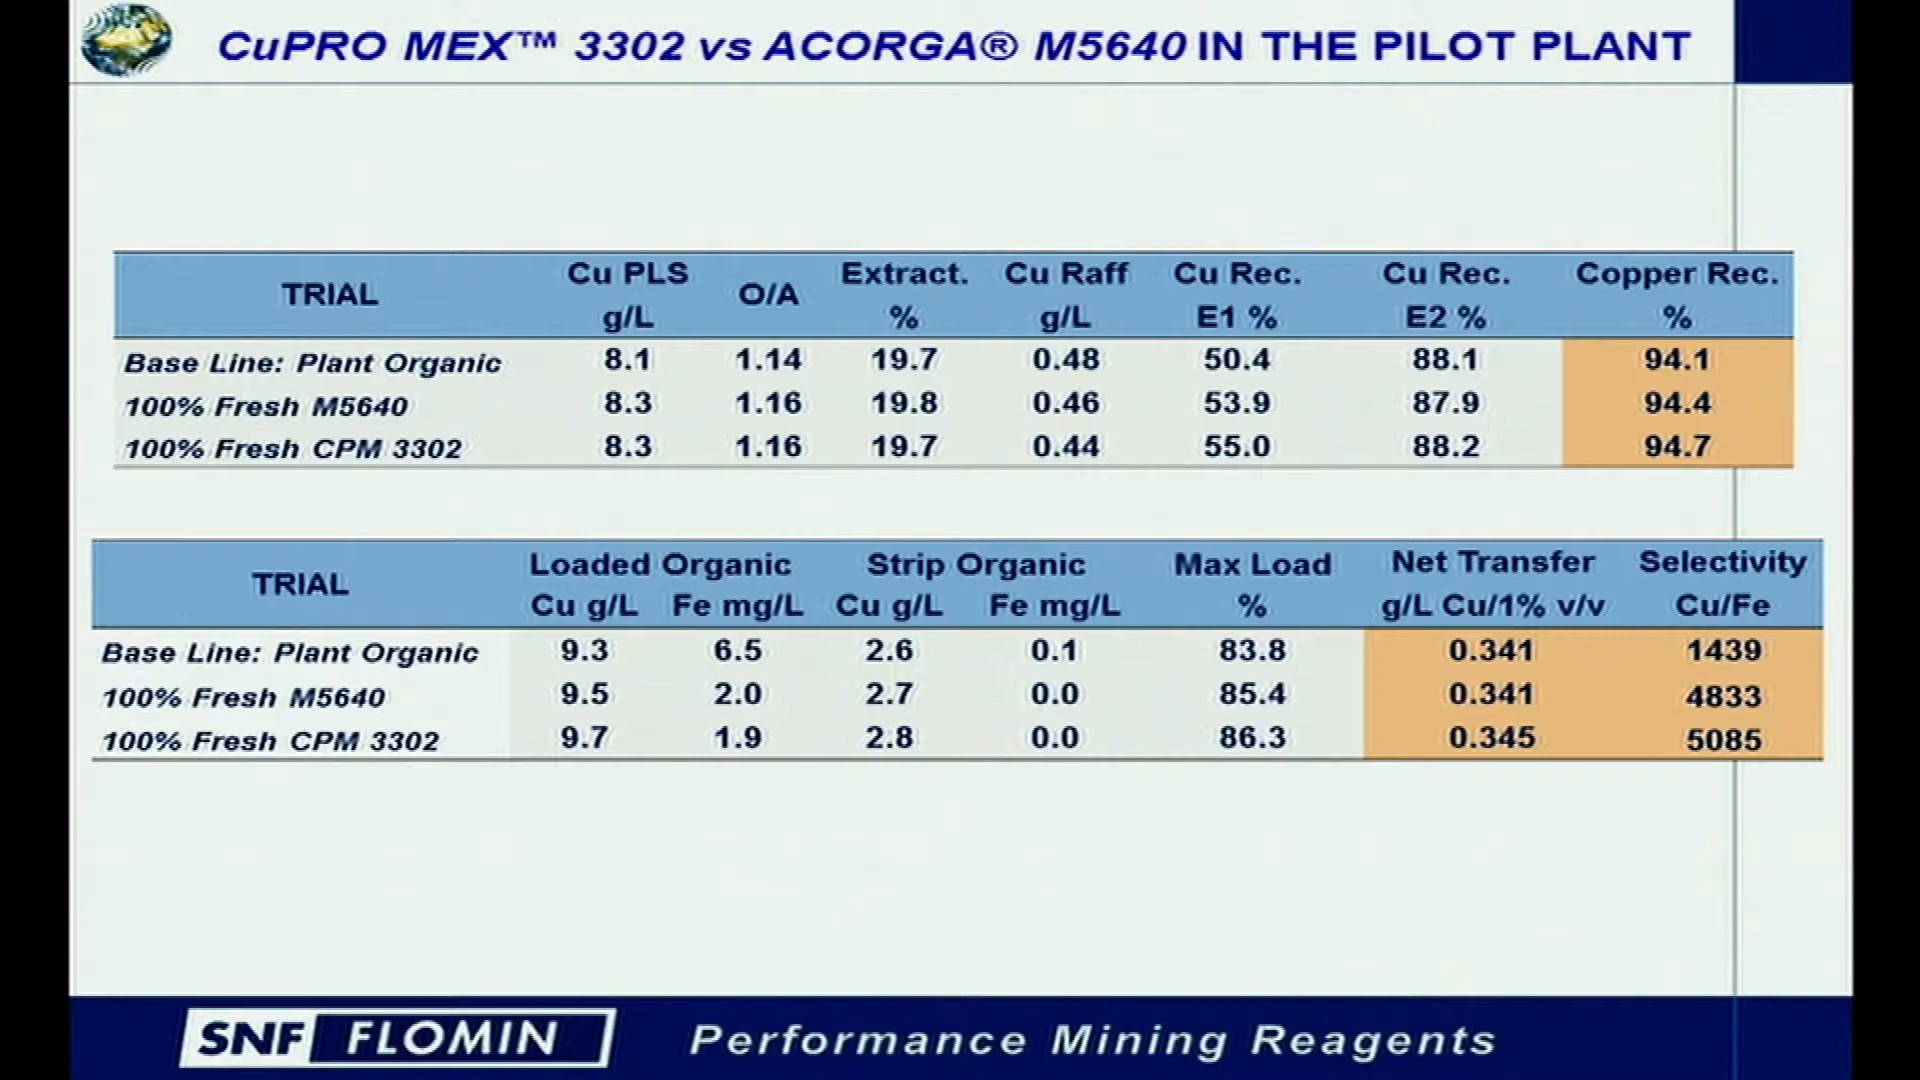 CuPRO MEX™ 3302 vs ACORGA® M5640 IN THE PILOT PLANT
TRIAL Cu PLS g/L O/A Extract. % Cu Raff g/L Cu Rec. E1 % Cu Rec. E2 % Copper Rec. %
Base Line: Plant Organic 8.1 1.14 19.7 0.48 50.4 88.1 94.1
100% Fresh M5640 8.3 1.16 19.8 0.46 53.9 87.9 94.4
100% Fresh CPM 3302 8.3 1.16 19.7 0.44 55.0 88.2 94.7
TRIAL Loaded Organic Strip Organic Max Load Net Transfer Selectivity
Cu g/L Fe mg/L Cu g/L Fe mg/L % g/L Cu/1% v/v Cu/Fe
Base Line: Plant Organic 9.3 6.5 2.6 0.1 83.8 0.341 1439
100% Fresh M5640 9.5 2.0 2.7 0.0 85.4 0.341 4833
100% Fresh CPM 3302 9.7 1.9 2.8 0.0 86.3 0.345 5085
SNF FLOMIN Performance Mining Reagents